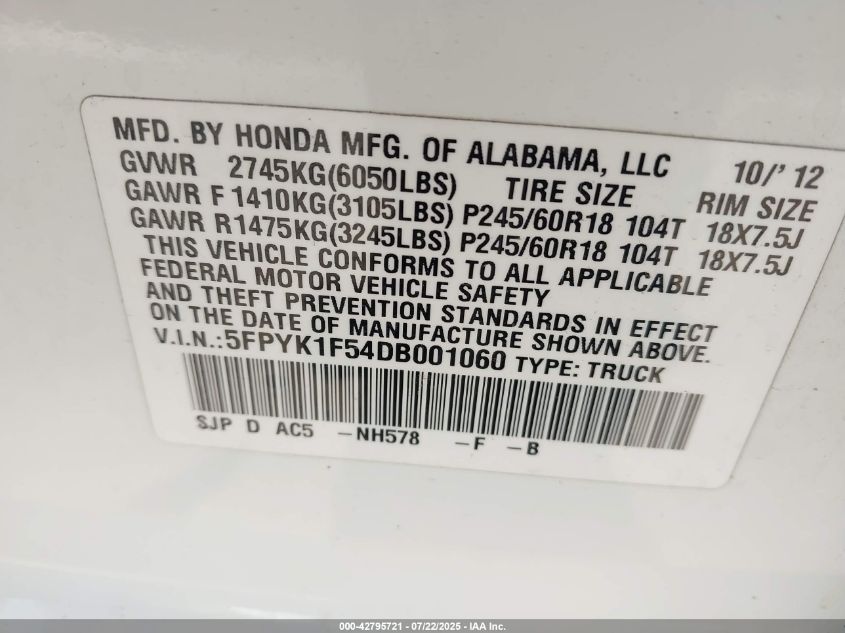 MFD. BY HONDA MFG. OF ALABAMA, LLC 10/'12
GVWR 2745KG(6050LBS) TIRE SIZE RIM SIZE
GAWR F 1410KG(3105LBS) P245/60R18 104T 18X7.5J
GAWR R1475KG(3245LBS) P245/60R18 104T 18X7.5J
THIS VEHICLE CONFORMS TO ALL APPLICABLE
FEDERAL MOTOR VEHICLE SAFETY
AND THEFT PREVENTION STANDARDS IN EFFECT
ON THE DATE OF MANUFACTURE SHOWN ABOVE.
V.I.N.:5FPYK1F54DB001060 TYPE: TRUCK
SJP D AC5 -NH578 -F -B
000-42795721 - 07/22/2025 - IAA Inc.